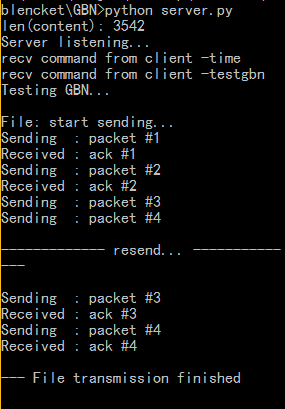 blencket\GBN>python server.py
len(content): 3542
Server listening...
recv command from client -time
recv command from client -testgbn
Testing GBN...
File: start sending...
Sending  : packet #1
Received : ack #1
Sending  : packet #2
Received : ack #2
Sending  : packet #3
Sending  : packet #4
------------- resend... -----------
---
Sending  : packet #3
Received : ack #3
Sending  : packet #4
Received : ack #4
--- File transmission finished